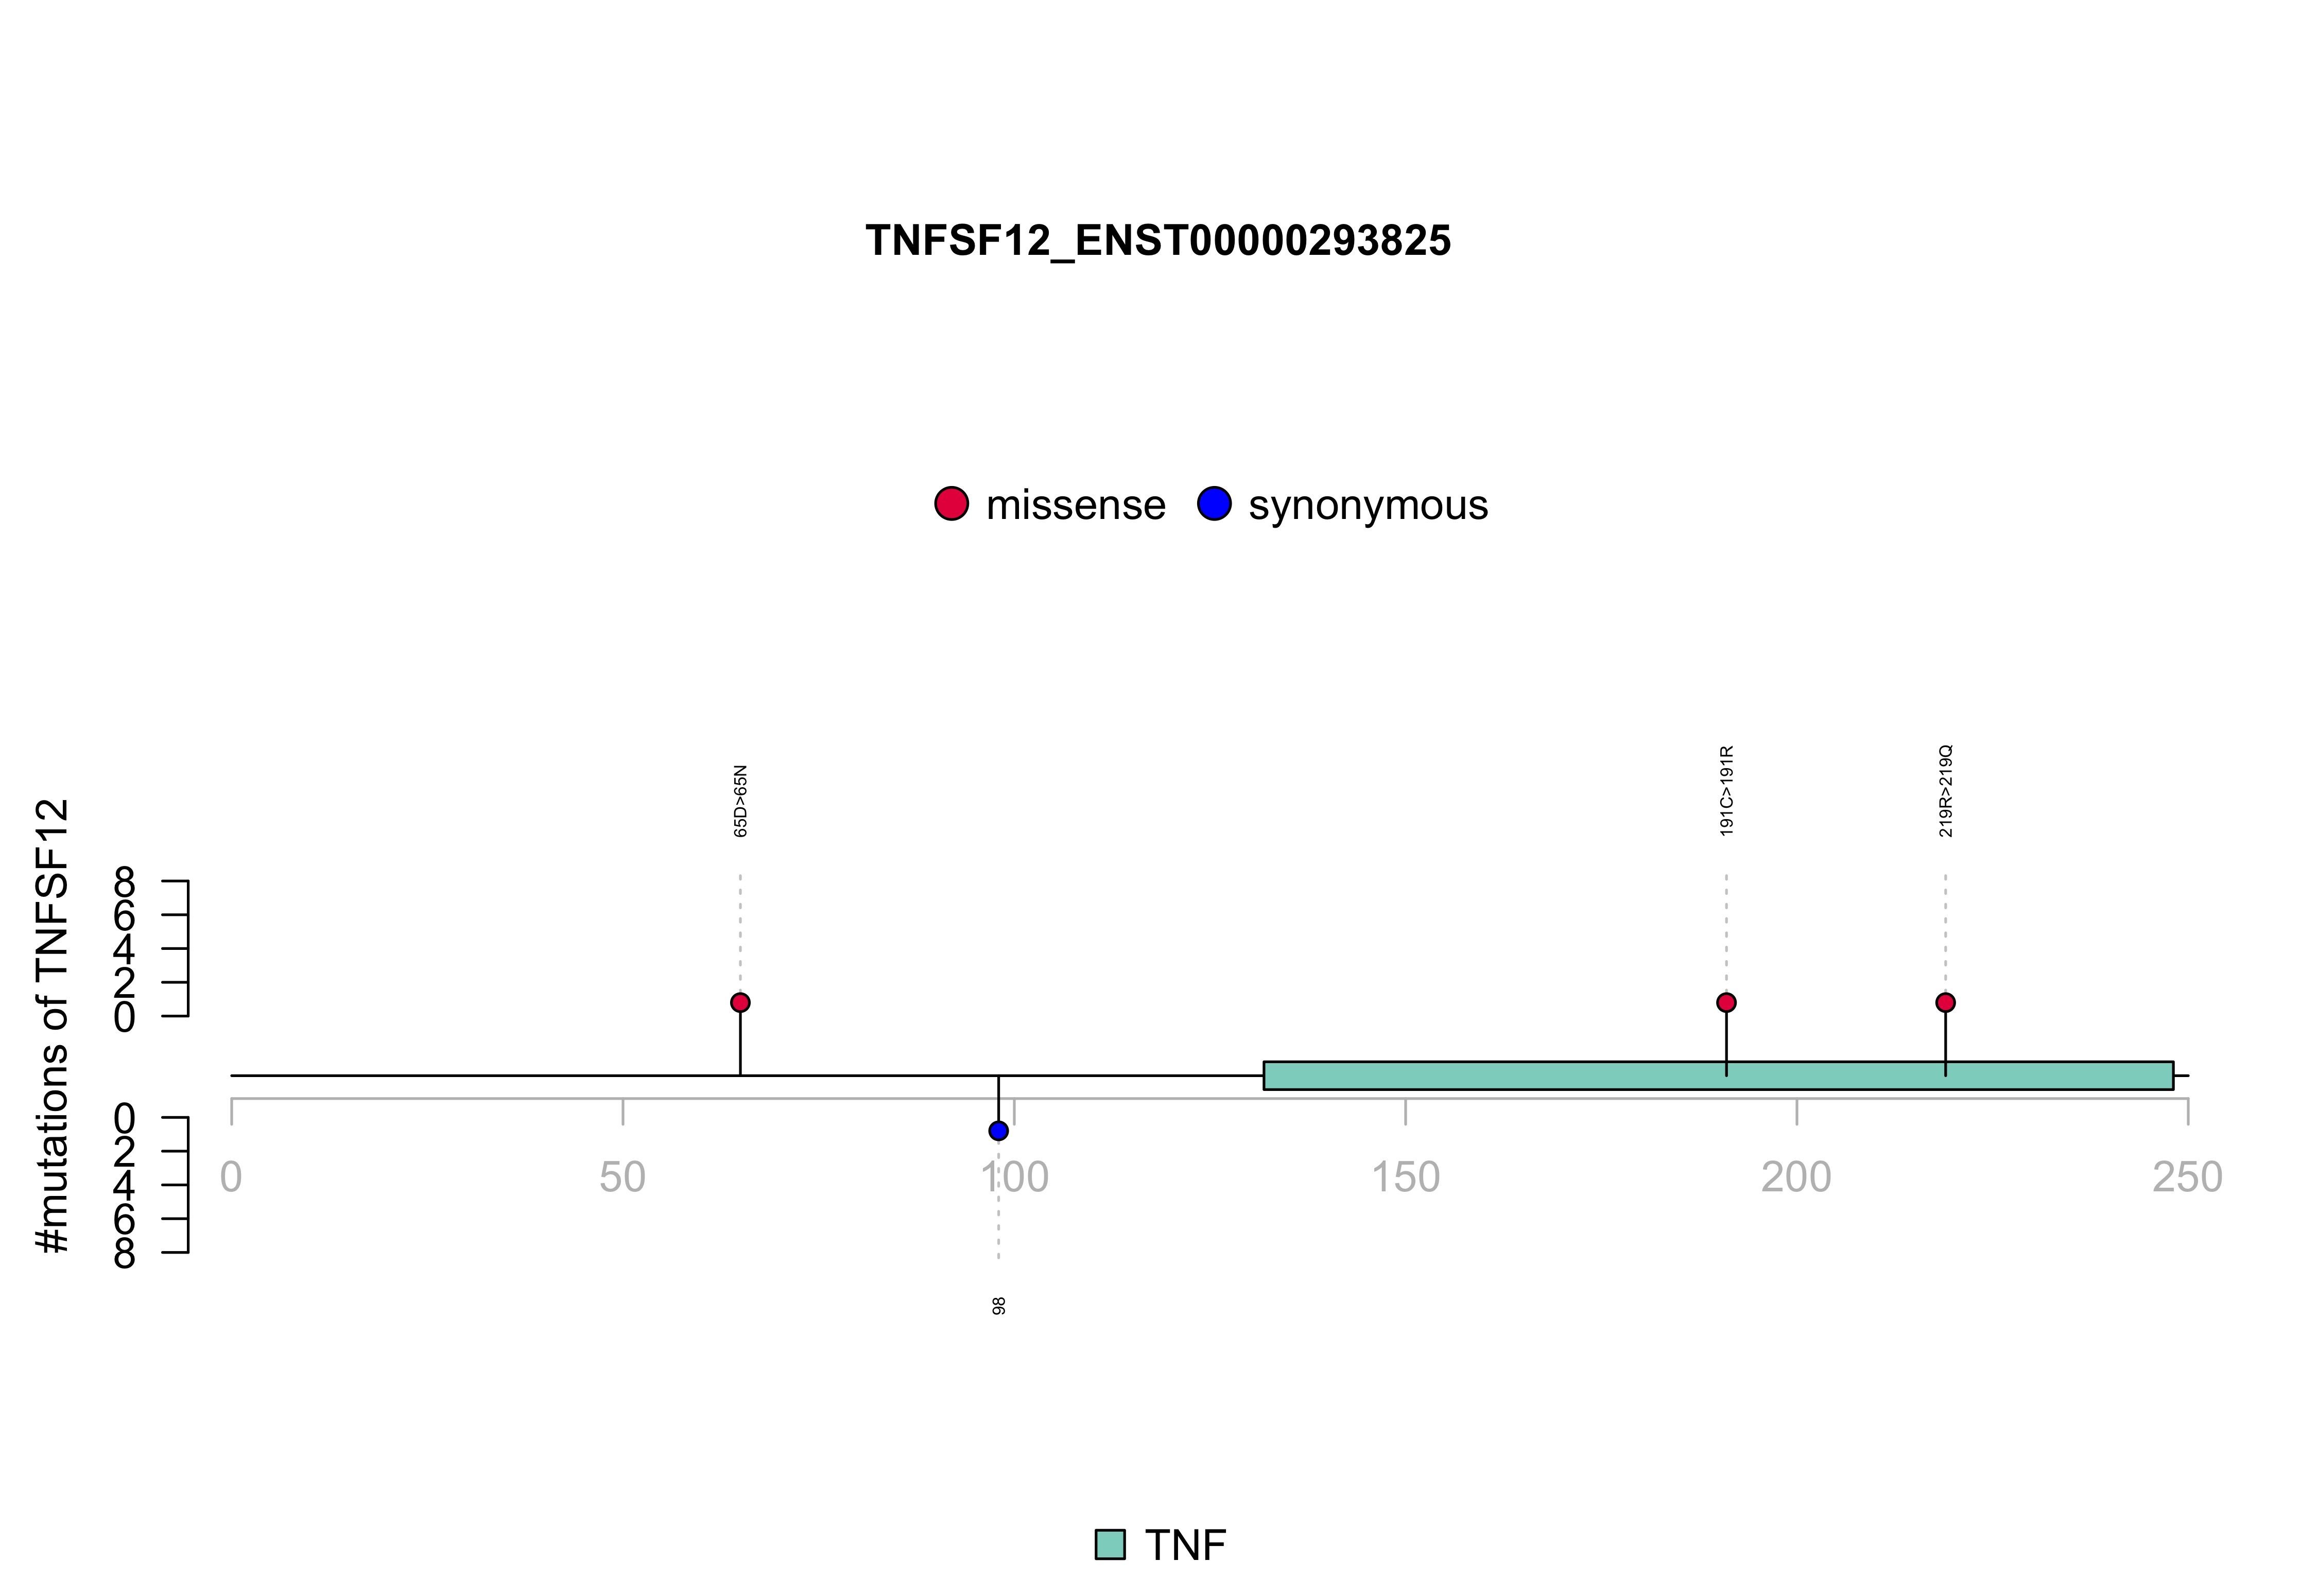 TNFSF12_ENST00000293825
missense synonymous
65D>65N
191C>191R
219R>219Q
#mutations of TNFSF12
8
6
4
2
0
0
2
4
6
8
0 50 100 150 200 250
98
TNF